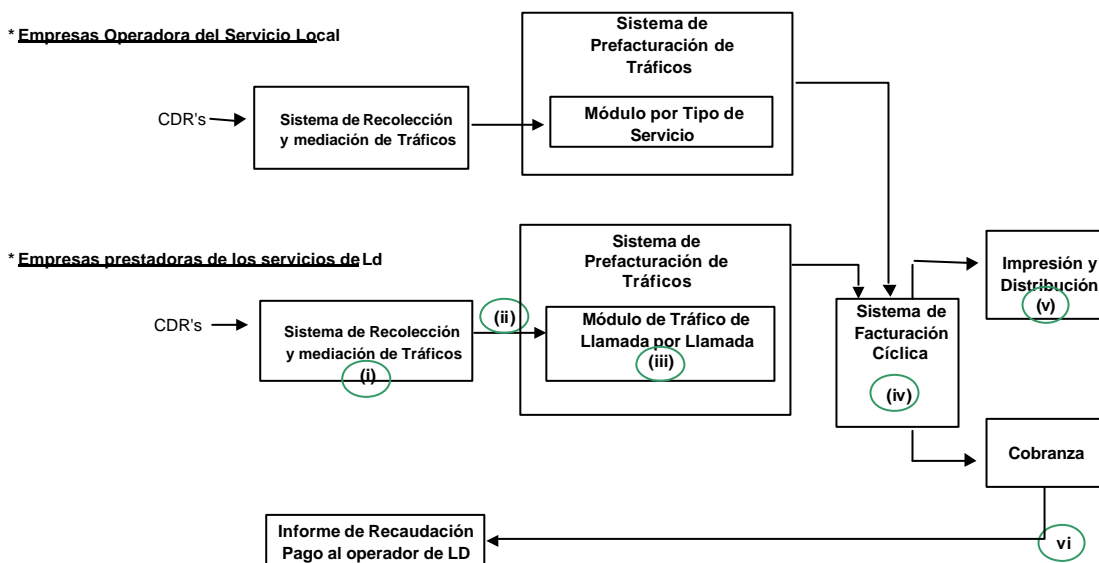 * Empresas Operadora del Servicio Local
CDR's
Sistema de Recolección
y mediación de Tráficos
Sistema de
Prefacturación de
Tráficos
Módulo por Tipo de
Servicio
* Empresas prestadoras de los servicios de Ld
CDR's
Sistema de Recolección
y mediación de Tráficos
(i)
(ii)
Sistema de
Prefacturación de
Tráficos
Módulo de Tráfico de
Llamada por Llamada
(iii)
Sistema de
Facturación
Cíclica
(iv)
Impresión y
Distribución
(v)
Cobranza
vi
Informe de Recaudación
Pago al operador de LD